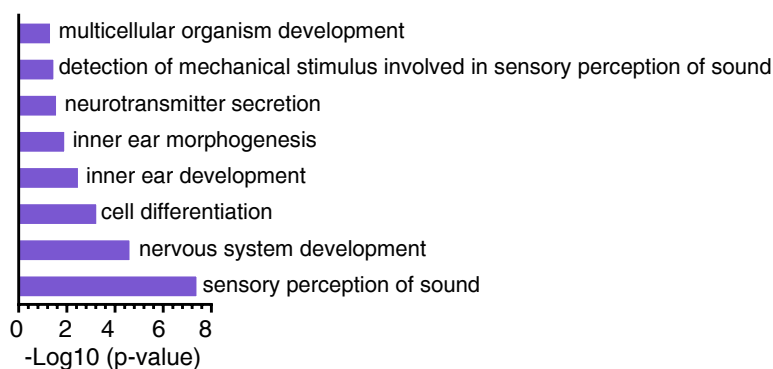 multicellular organism development
detection of mechanical stimulus involved in sensory perception of sound
neurotransmitter secretion
inner ear morphogenesis
inner ear development
cell differentiation
nervous system development
sensory perception of sound
0 2 4 6 8
-Log10 (p-value)